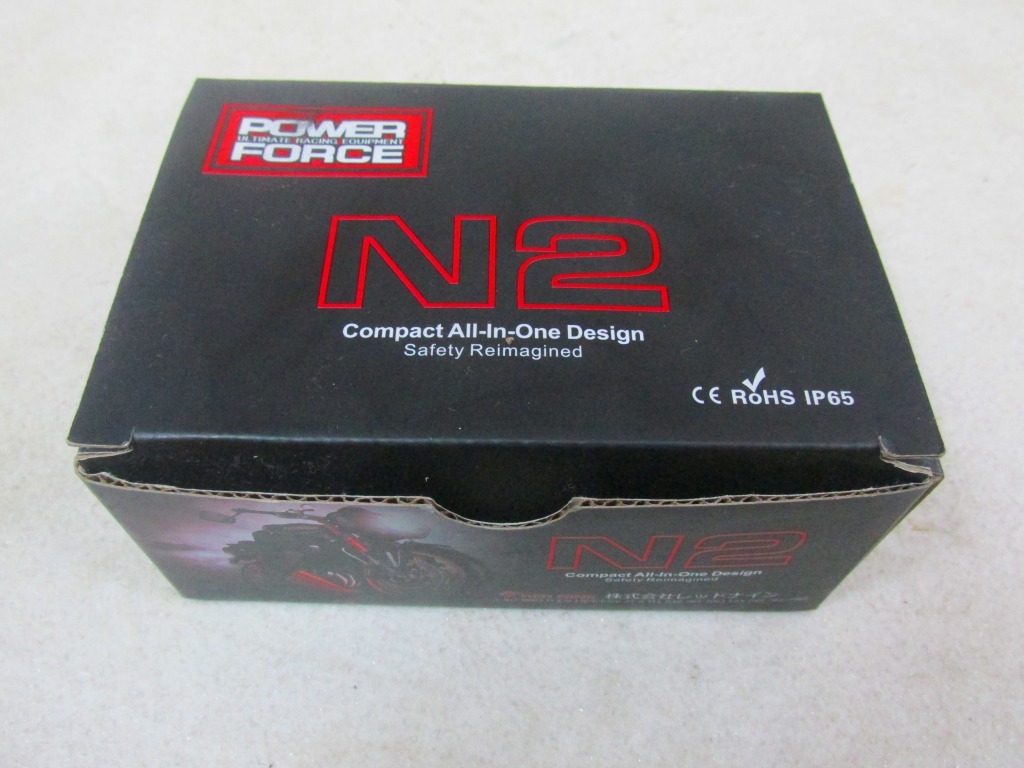 POWER
ULTIMATE RACING EQUIPMENT
FORCE
N2
Compact All-In-One Design
Safety Reimagined
CE RoHS IP65
N2
Compact All-In-One Design
Safety Reimagined
株式会社レッドナイン